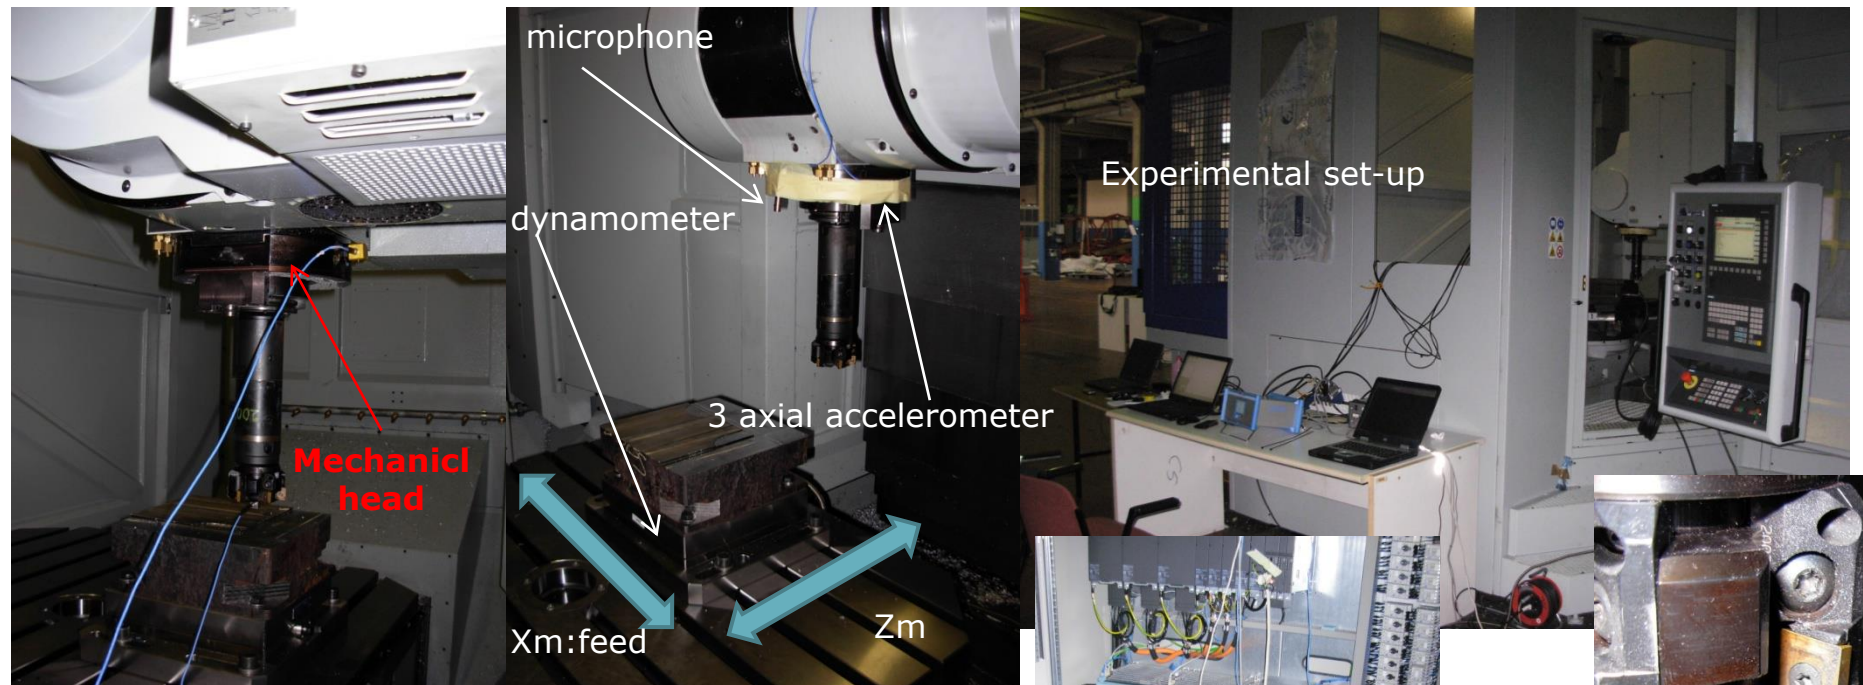 microphone
dynamometer
3 axial accelerometer
Mechanicl
head
Xm:feed
Zm
Experimental set-up